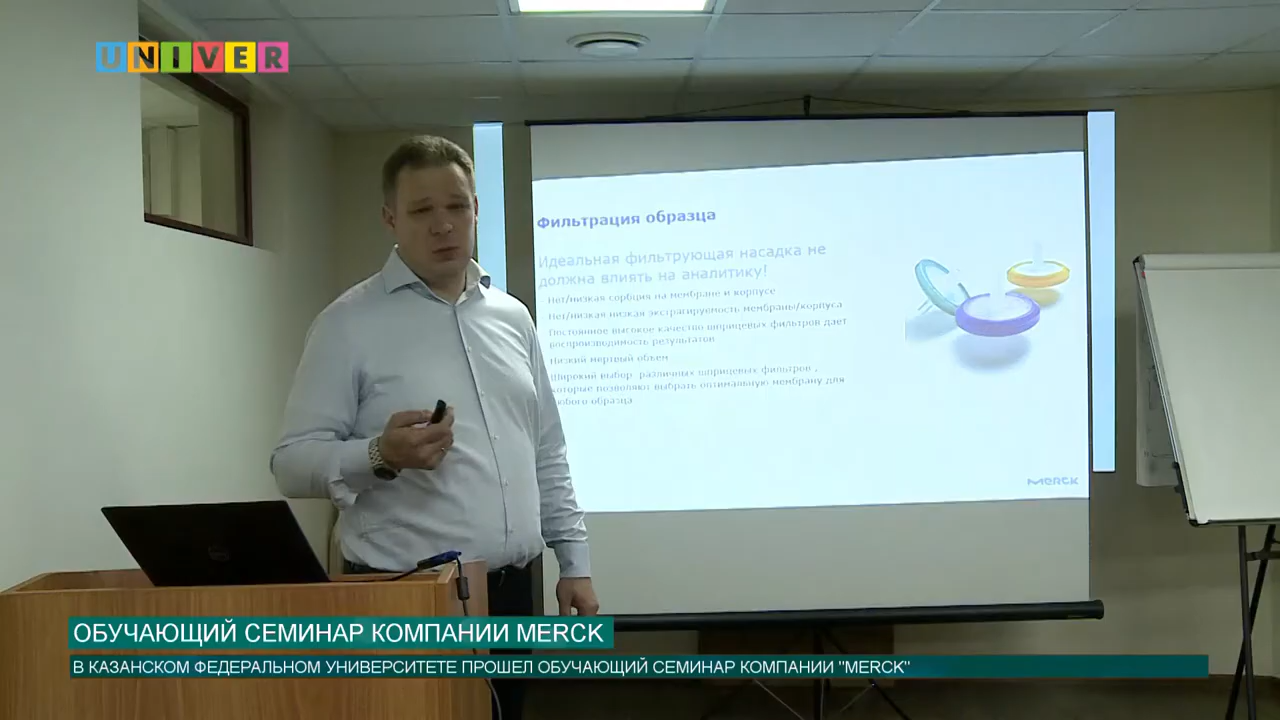 UNIVER
Фильтрация образца
Идеальная фильтрующая насадка не
должна влиять на аналитику!
Нет/низкая сорбция на мембране и корпусе
Нет/низкая низкая экстрагируемость мембраны/корпуса
Постоянное высокое качество шприцевых фильтров дает
воспроизводимость результатов
Низкий мертвый объем
Широкий выбор различных шприцевых фильтров ,
которые позволяют выбрать оптимальную мембрану для
любого образца
MERCK
ОБУЧАЮЩИЙ СЕМИНАР КОМПАНИИ MERCK
В КАЗАНСКОМ ФЕДЕРАЛЬНОМ УНИВЕРСИТЕТЕ ПРОШЕЛ ОБУЧАЮЩИЙ СЕМИНАР КОМПАНИИ "MERCK"